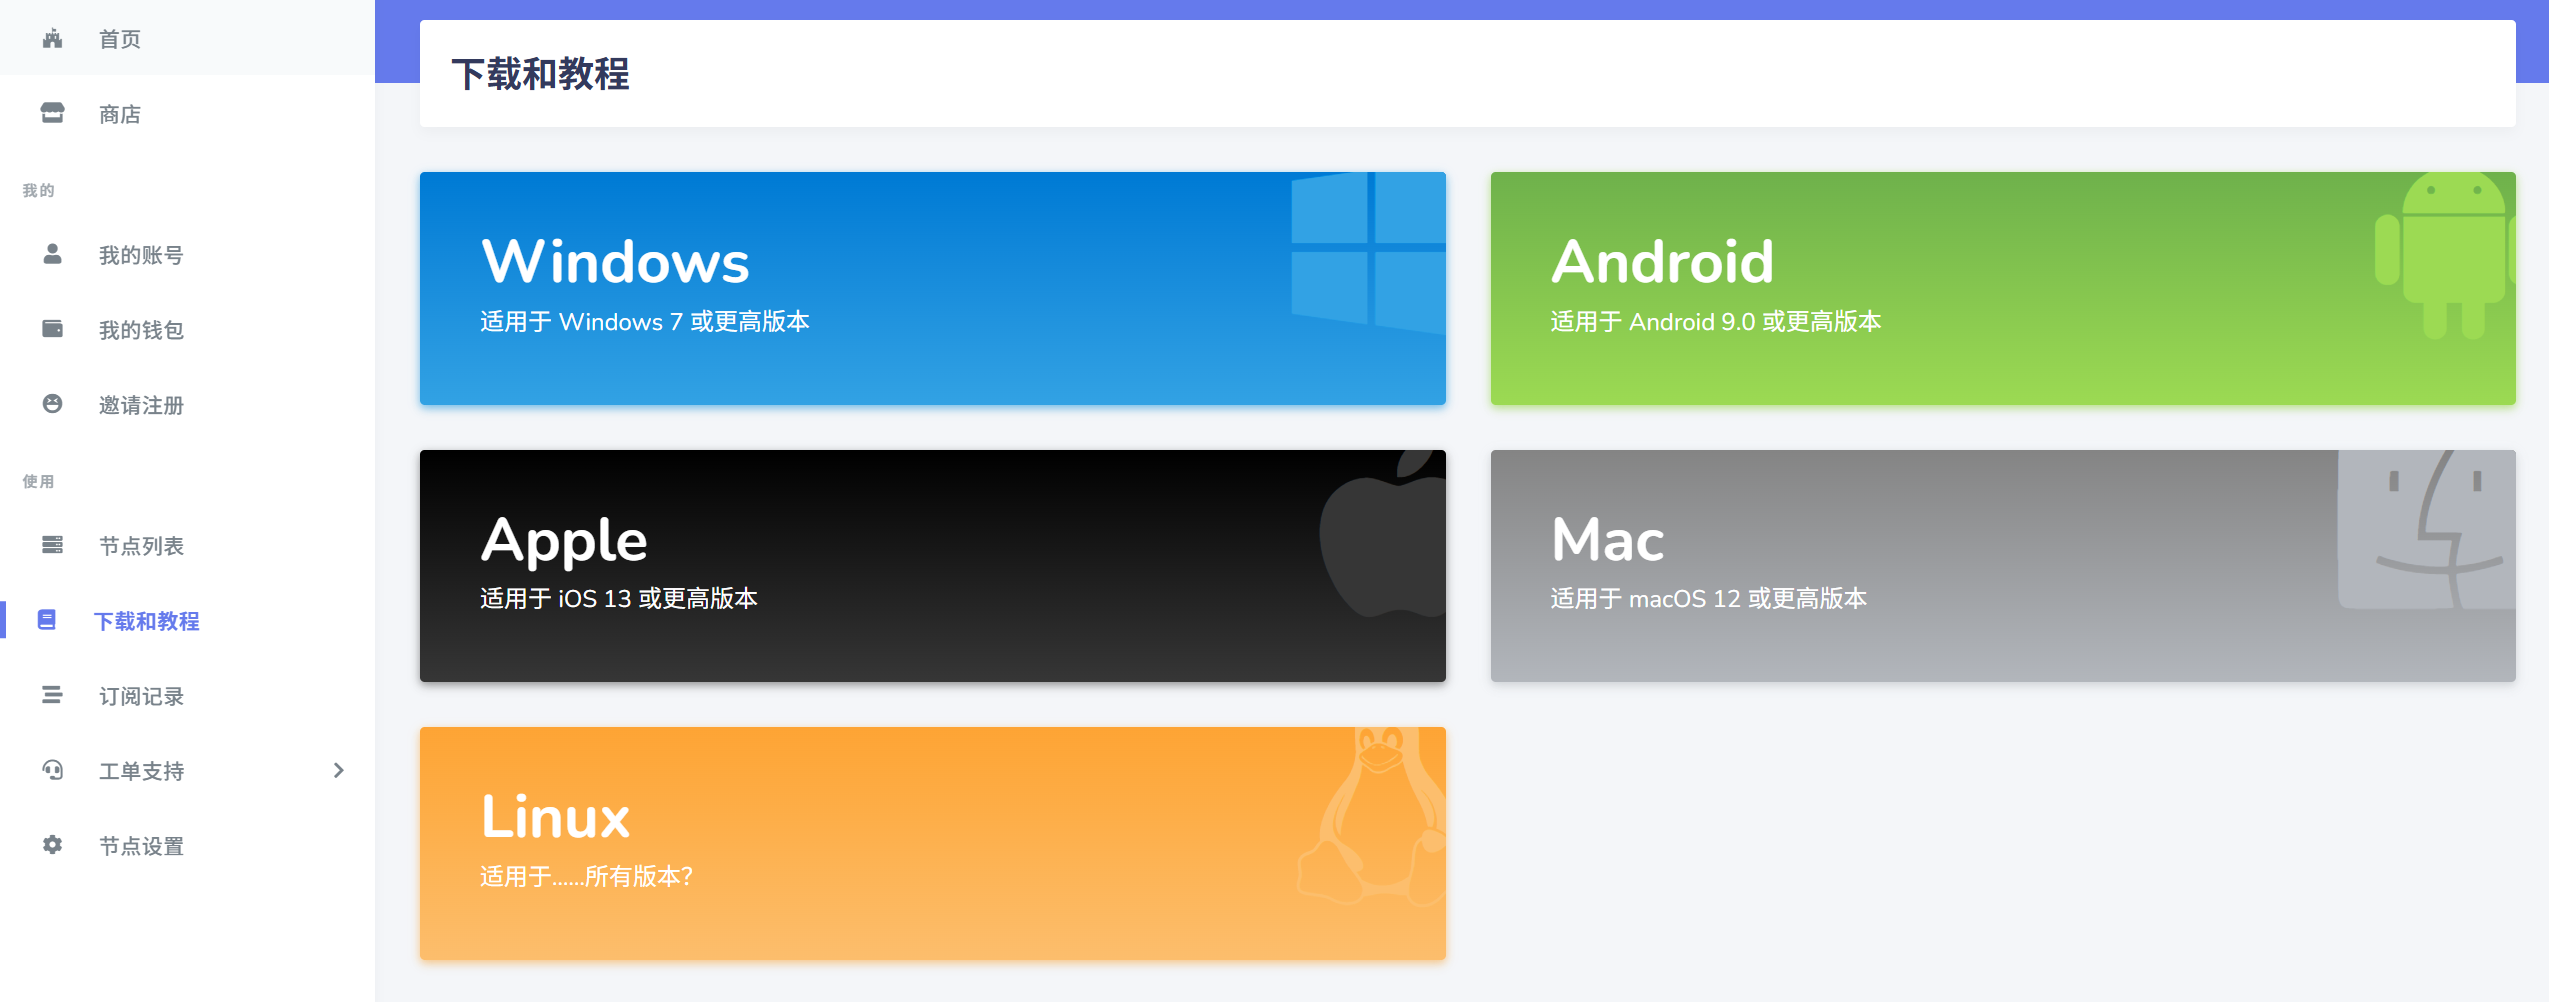 首页
商店
我的
我的账号
我的钱包
邀请注册
使用
节点列表
下载和教程
订阅记录
工单支持
节点设置
下载和教程
Windows
适用于 Windows 7 或更高版本
Android
适用于 Android 9.0 或更高版本
Apple
适用于 iOS 13 或更高版本
Mac
适用于 macOS 12 或更高版本
Linux
适用于......所有版本?